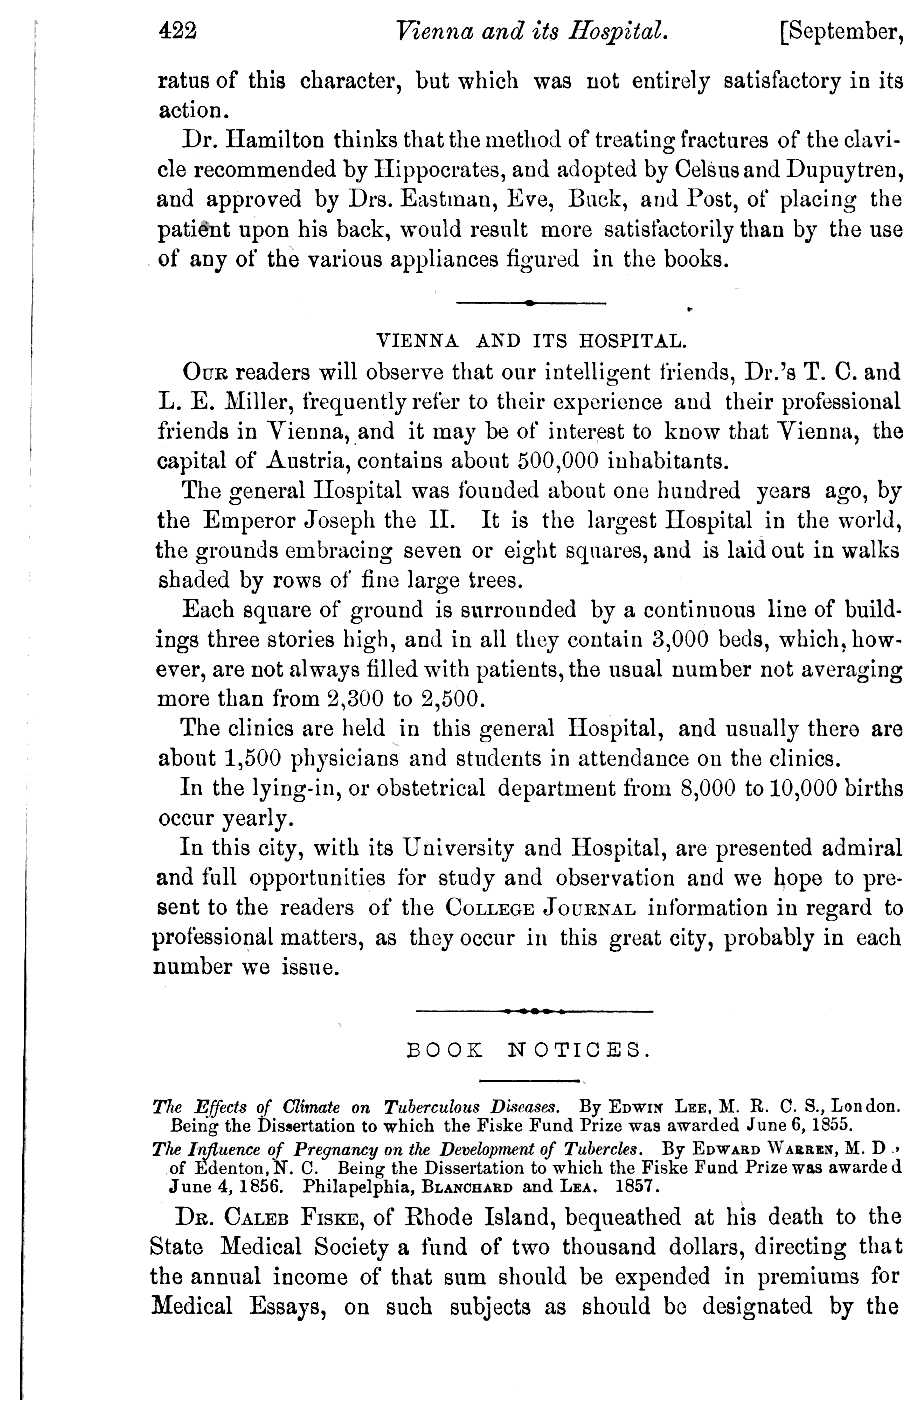 422 Vienna and its Hospital. [September,
ratus of this character, but which was not entirely satisfactory in its
action.
Dr. Hamilton thinks that the method of treating fractures of the clavi-
cle recommended by Hippocrates, and adopted by Celsus and Dupuytren,
and approved by Drs. Eastman, Eve, Buck, and Post, of placing the
patient upon his back, would result more satisfactorily than by the use
of any of the various appliances figured in the books.
VIENNA AND ITS HOSPITAL.
OUR readers will observe that our intelligent friends, Dr.'s T. C. and
L. E. Miller, frequently refer to their experience and their professional
friends in Vienna, and it may be of interest to know that Vienna, the
capital of Austria, contains about 500,000 inhabitants.
The general Hospital was founded about one hundred years ago, by
the Emperor Joseph the II. It is the largest Hospital in the world,
the grounds embracing seven or eight squares, and is laid out in walks
shaded by rows of fine large trees.
Each square of ground is surrounded by a continuous line of build-
ings three stories high, and in all they contain 3,000 beds, which, how-
ever, are not always filled with patients, the usual number not averaging
more than from 2,300 to 2,500.
The clinics are held in this general Hospital, and usually there are
about 1,500 physicians and students in attendance on the clinics.
In the lying-in, or obstetrical department from 8,000 to 10,000 births
occur yearly.
In this city, with its University and Hospital, are presented admiral
and full opportunities for study and observation and we hope to pre-
sent to the readers of the COLLEGE JOURNAL information in regard to
professional matters, as they occur in this great city, probably in each
number we issue.
BOOK NOTICES.
The Effects of Climate on Tuberculous Diseases. By EDWIN LEE, M. R. C. S., London.
Being the Dissertation to which the Fiske Fund Prize was awarded June 6, 1855.
The Influence of Pregnancy on the Development of Tubercles. By EDWARD WARREN, M. D.,
of Edenton, N. C. Being the Dissertation to which the Fiske Fund Prize was awarded
June 4, 1856. Philapelphia, BLANCHARD and LEA. 1857.
DR. CALEB FISKE, of Rhode Island, bequeathed at his death to the
State Medical Society a fund of two thousand dollars, directing that
the annual income of that sum should be expended in premiums for
Medical Essays, on such subjects as should be designated by the